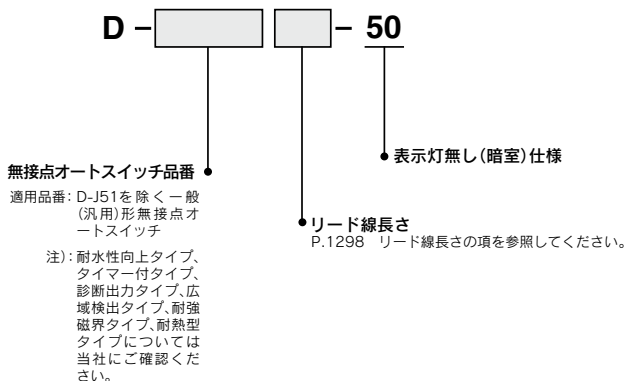 D – – 50
表示灯無し(暗室)仕様
無接点オートスイッチ品番
適用品番:D-J51を除く一般
(汎用)形無接点オ
ートスイッチ
注):耐水性向上タイプ、
タイマー付タイプ、
診断出力タイプ、広
域検出タイプ、耐強
磁界タイプ、耐熱型
タイプについては
当社にご確認くだ
さい。
リード線長さ
P.1298 リード線長さの項を参照してください。